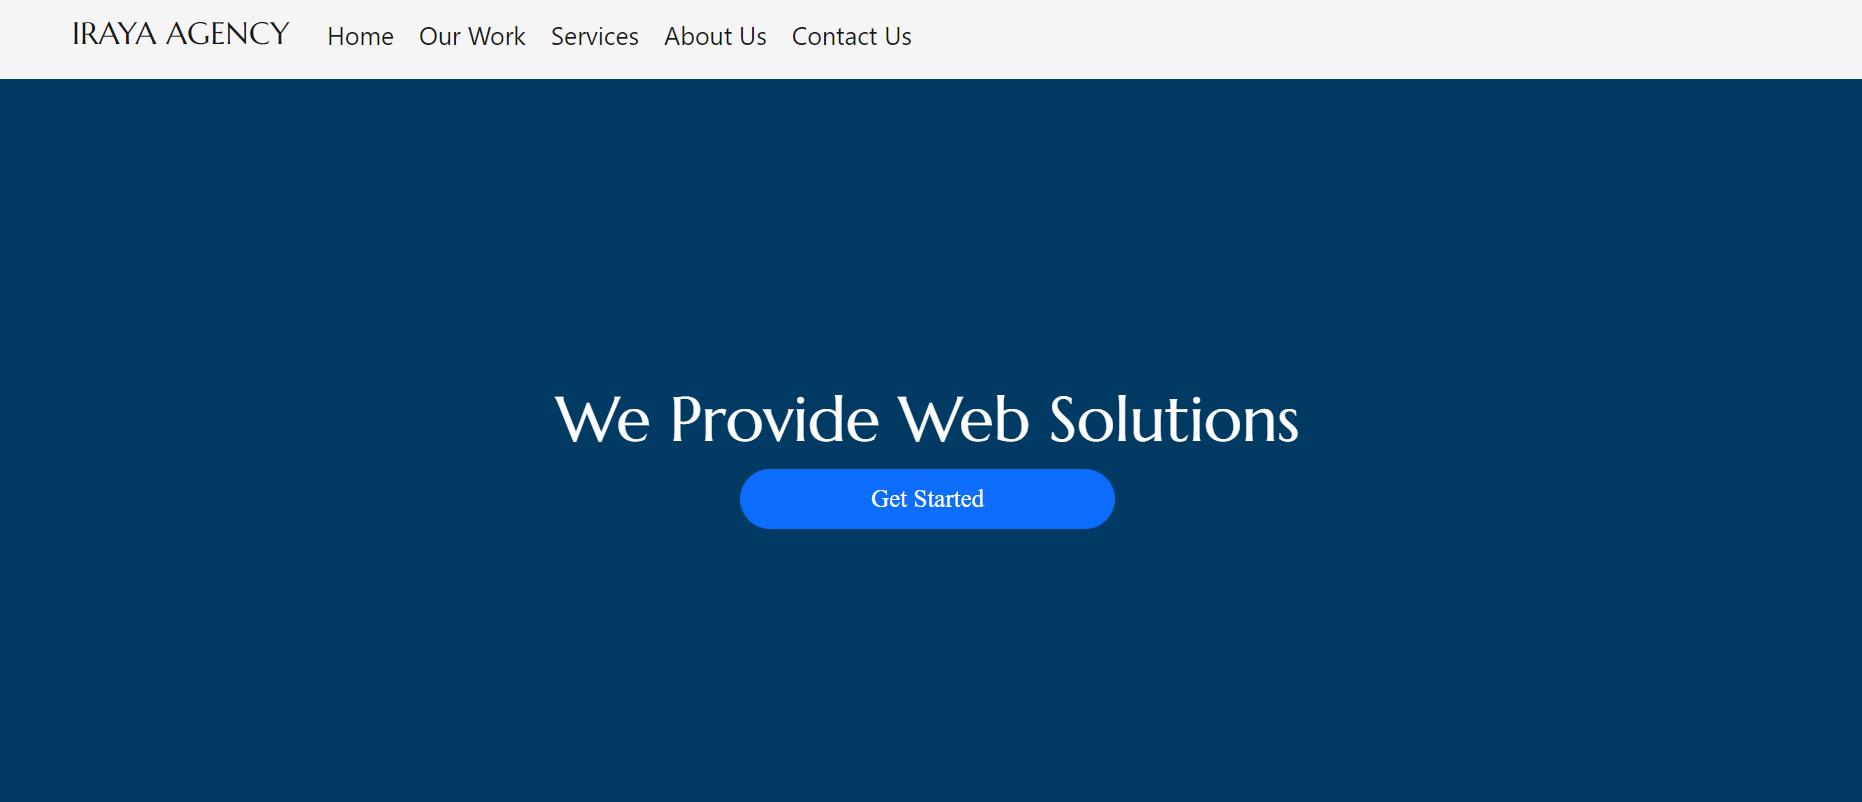 IRAYA AGENCY Home Our Work Services About Us Contact Us
We Provide Web Solutions
Get Started